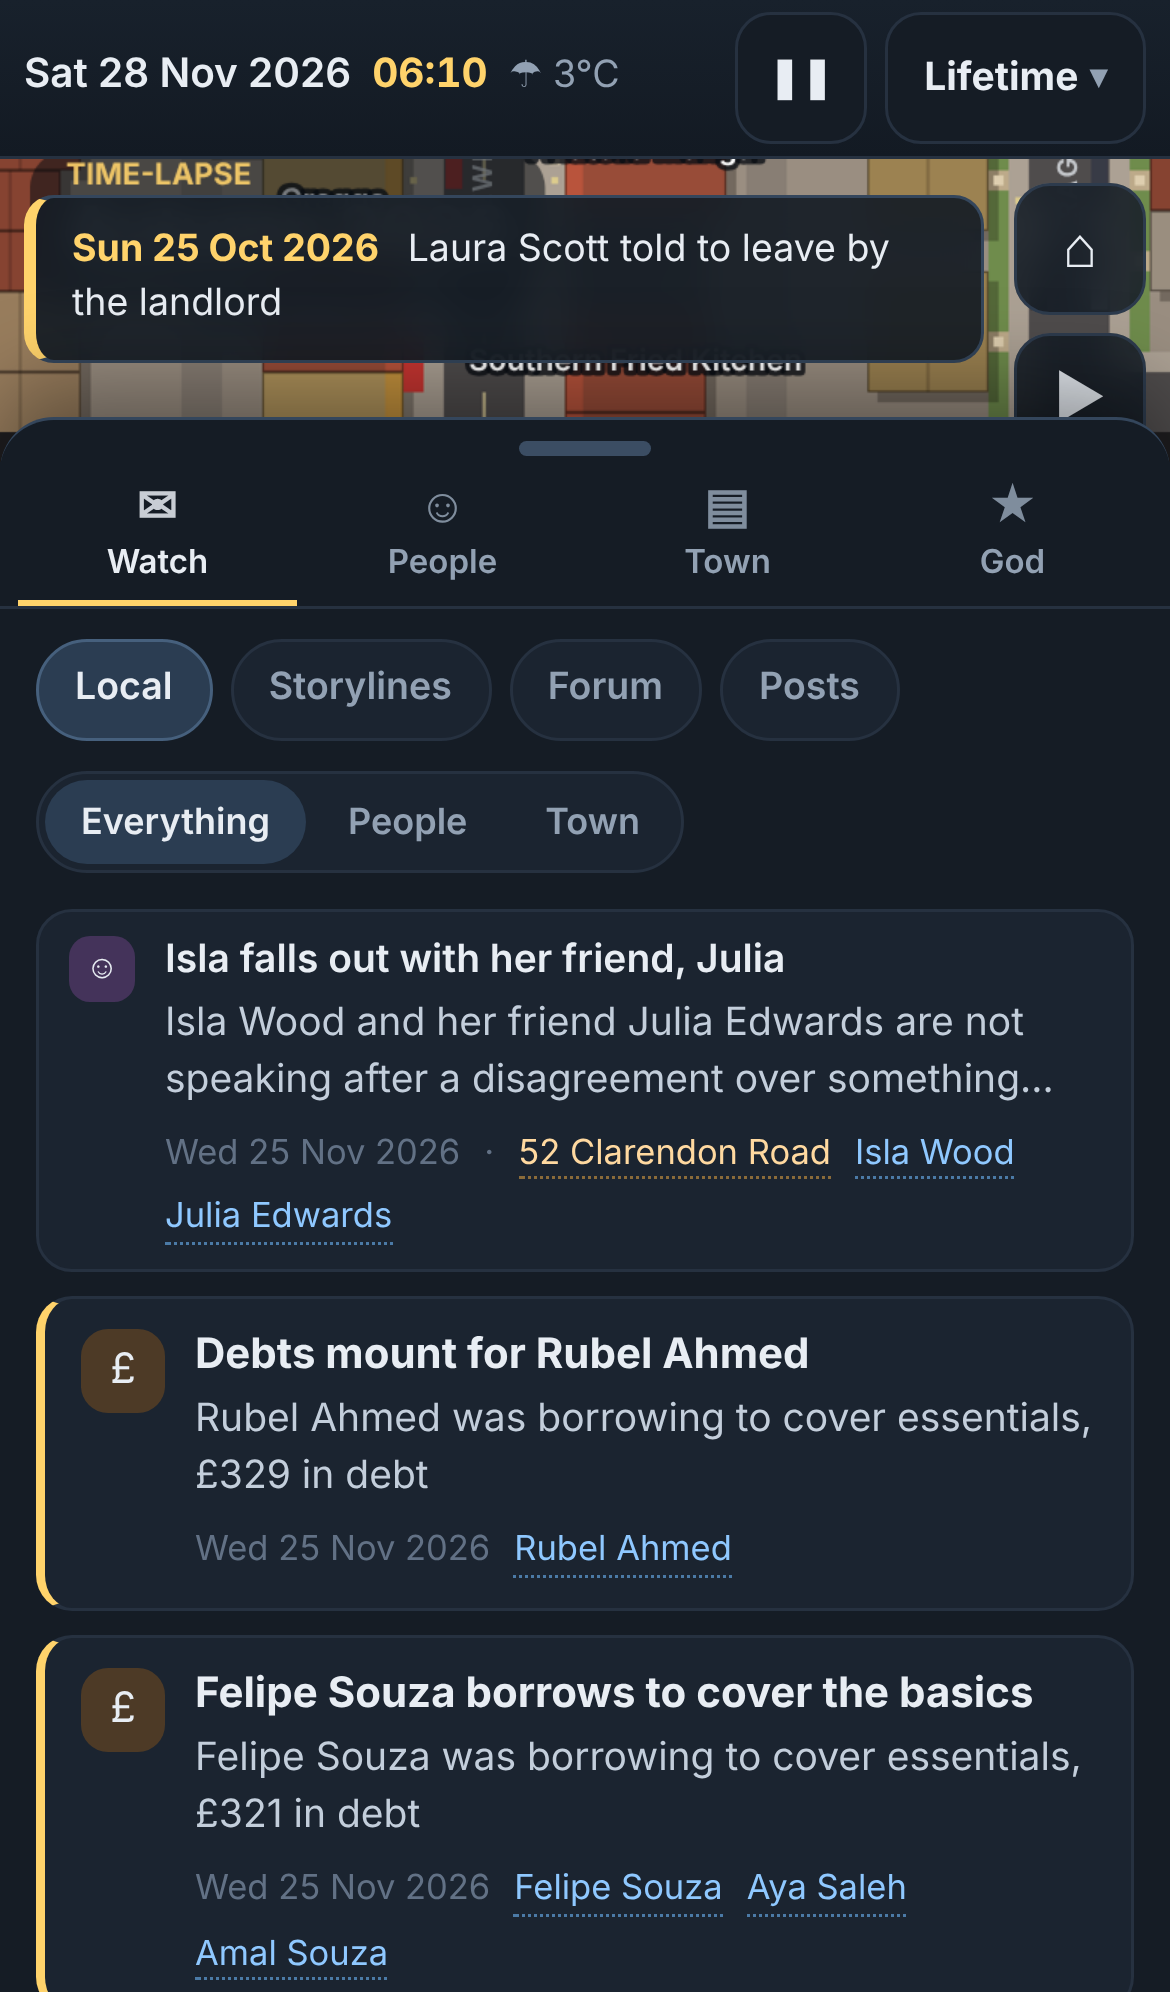 Sat 28 Nov 2026 06:10 ☂ 3°C
Lifetime ▾
TIME-LAPSE
Sun 25 Oct 2026 Laura Scott told to leave by
the landlord
Southern Fried Kitchen
Watch People Town God
Local Storylines Forum Posts
Everything People Town
Isla falls out with her friend, Julia
Isla Wood and her friend Julia Edwards are not
speaking after a disagreement over something...
Wed 25 Nov 2026 · 52 Clarendon Road Isla Wood
Julia Edwards
£
Debts mount for Rubel Ahmed
Rubel Ahmed was borrowing to cover essentials,
£329 in debt
Wed 25 Nov 2026 Rubel Ahmed
£
Felipe Souza borrows to cover the basics
Felipe Souza was borrowing to cover essentials,
£321 in debt
Wed 25 Nov 2026 Felipe Souza Aya Saleh
Amal Souza